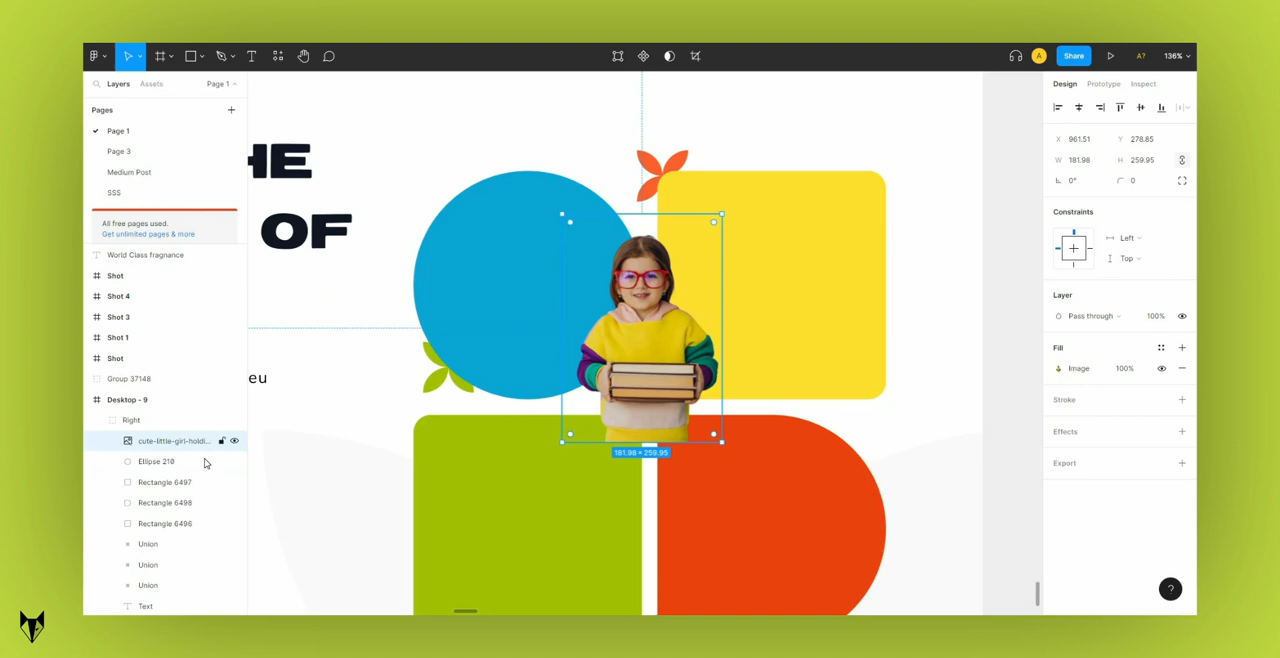 Share
A?
136%
A
Layers
Assets
Page 1
Pages
Page 1
Page 3
Medium Post
SSS
All free pages used.
Get unlimited pages & more
World Class fragnance
Shot
Shot 4
Shot 3
Shot 1
Shot
Group 37148
Desktop - 9
Right
cute-little-girl-holdi...
Ellipse 210
Rectangle 6497
Rectangle 6498
Rectangle 6496
Union
Union
Union
Text
HE
OF
eu
181.98 × 259.95
Design
Prototype
Inspect
X 961.51 Y 278.85
W 181.98 H 259.95
0° 0
Constraints
Left
Top
Layer
Pass through 100%
Fill
Image 100%
Stroke
Effects
Export
?